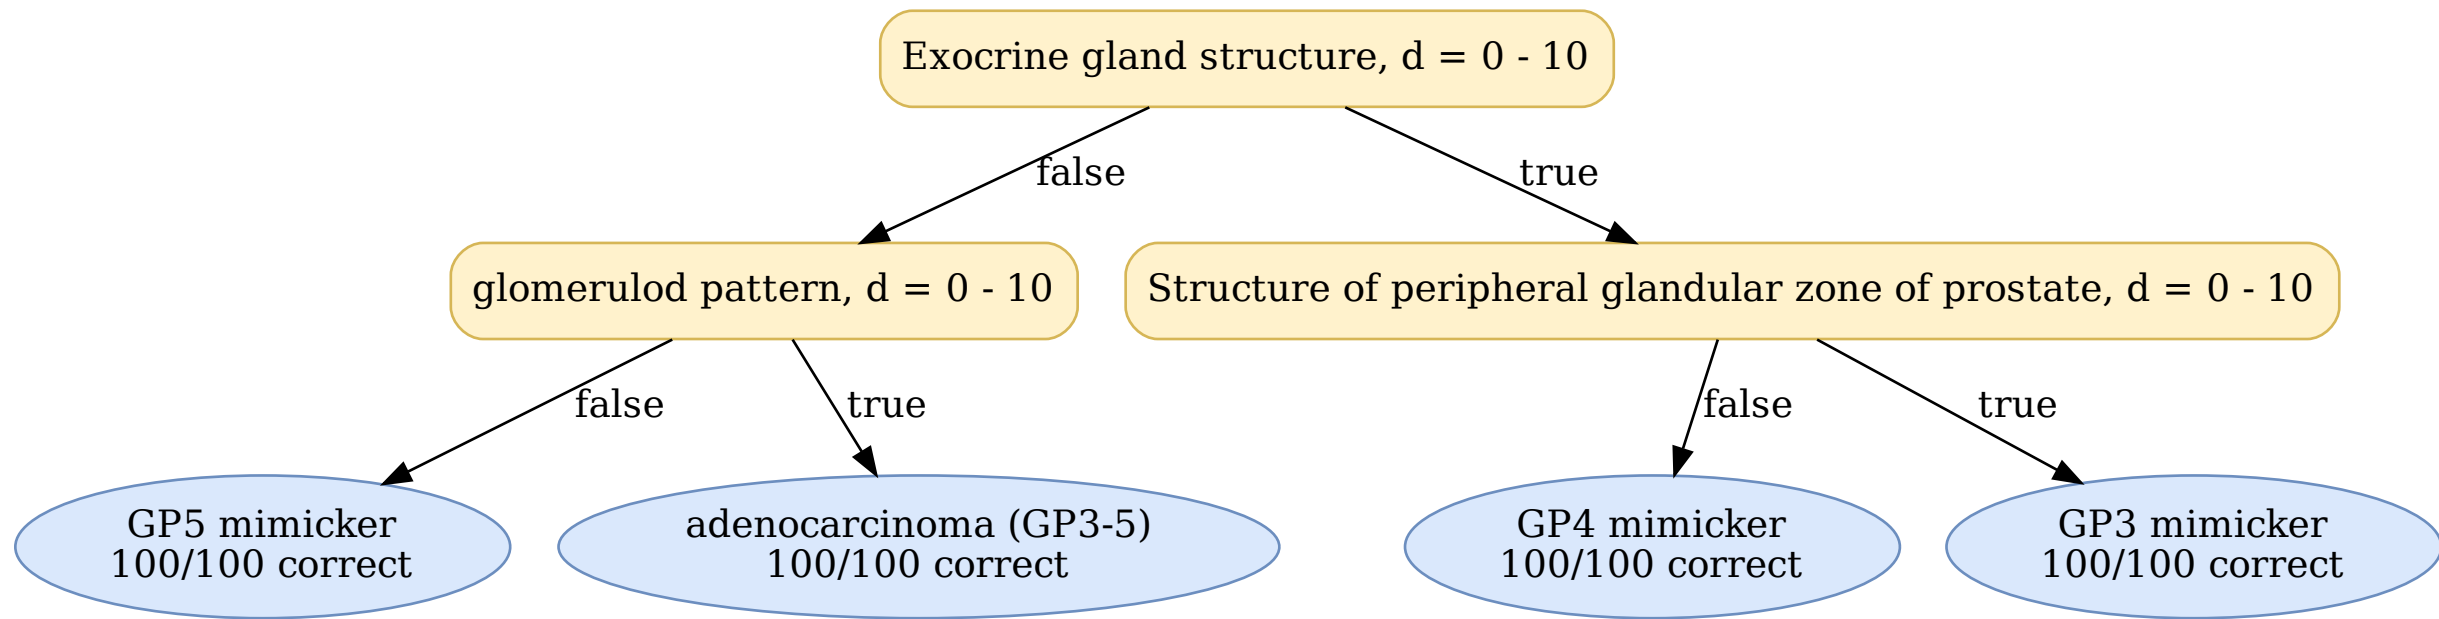 Exocrine gland structure, d = 0 - 10
false
true
glomerulod pattern, d = 0 - 10
Structure of peripheral glandular zone of prostate, d = 0 - 10
false
true
false
true
GP5 mimicker
100/100 correct
adenocarcinoma (GP3-5)
100/100 correct
GP4 mimicker
100/100 correct
GP3 mimicker
100/100 correct